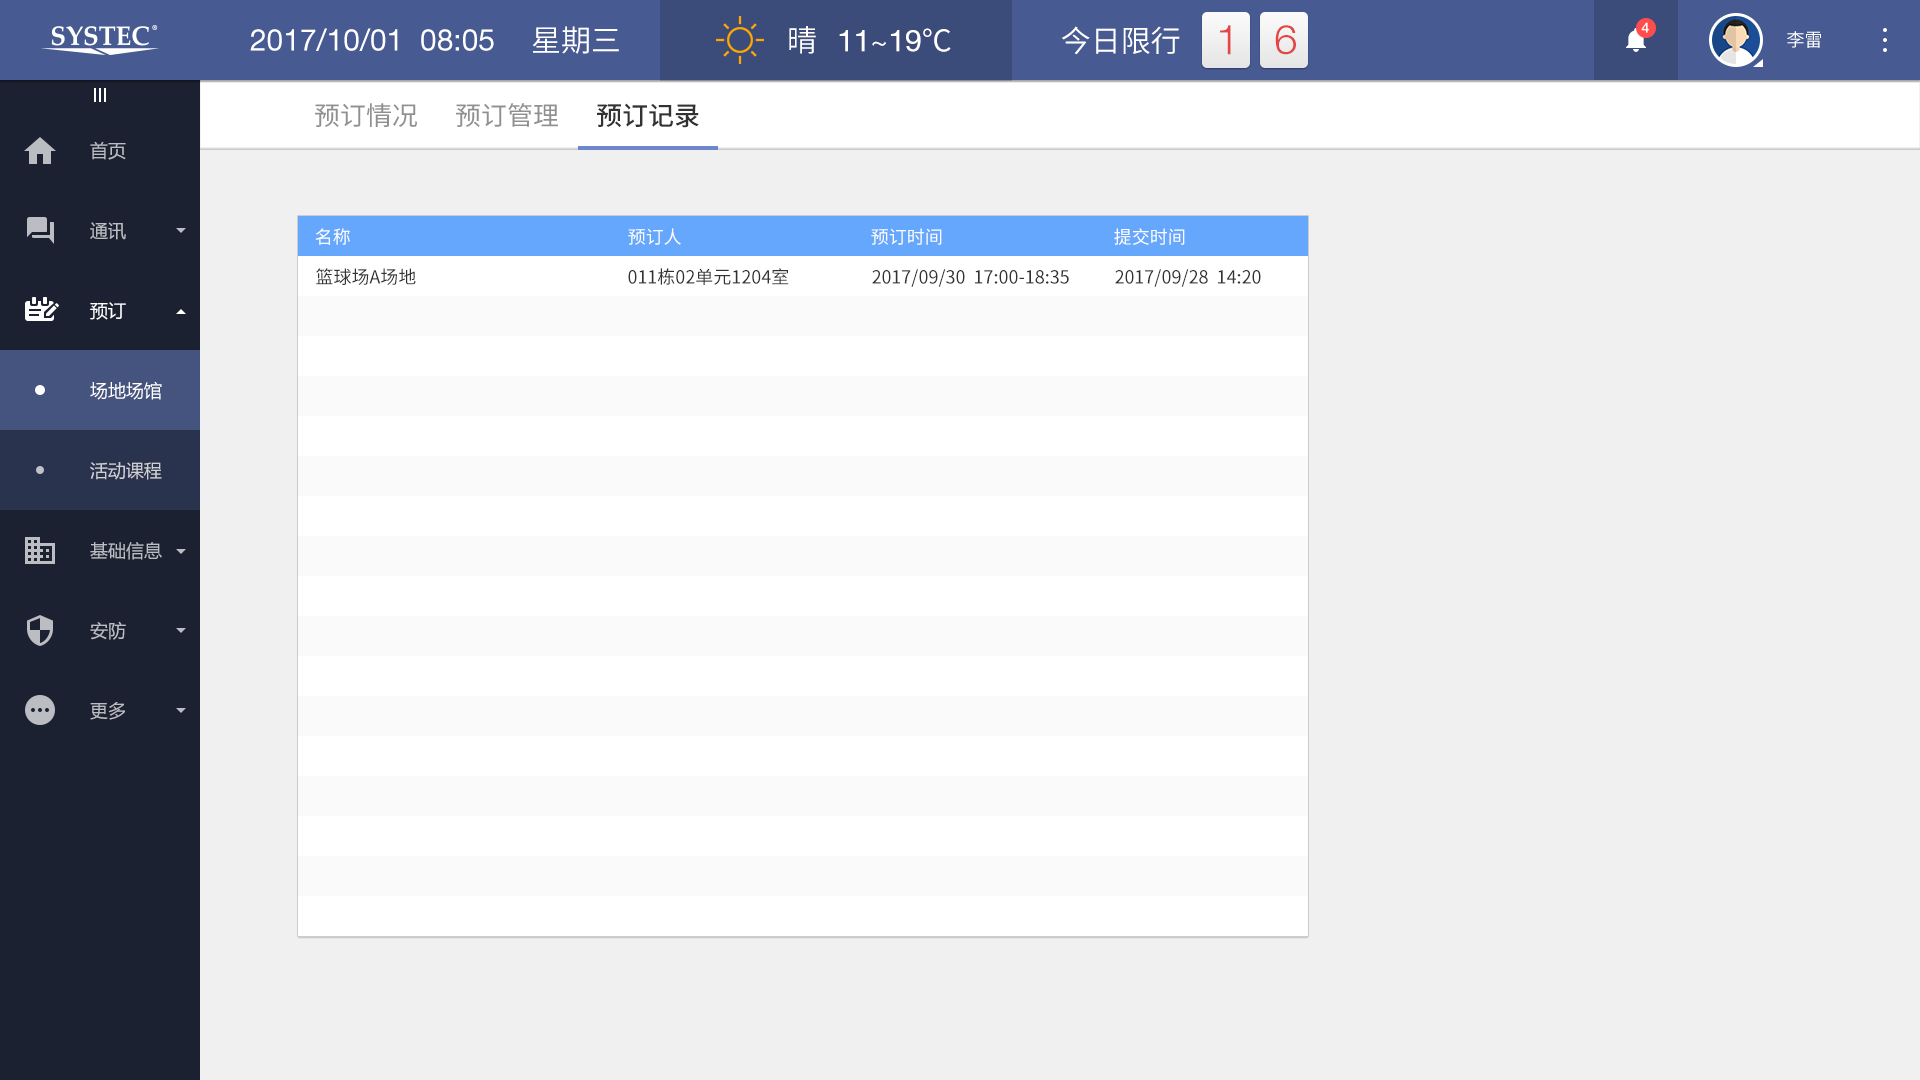 SYSTEC®
2017/10/01 08:05 星期三
晴 11~19℃
今日限行 1 6
4
李雷
预订情况 预订管理 预订记录
首页
通讯
预订
场地场馆
活动课程
基础信息
安防
更多
名称 预订人 预订时间 提交时间
篮球场A场地 011栋02单元1204室 2017/09/30 17:00-18:35 2017/09/28 14:20